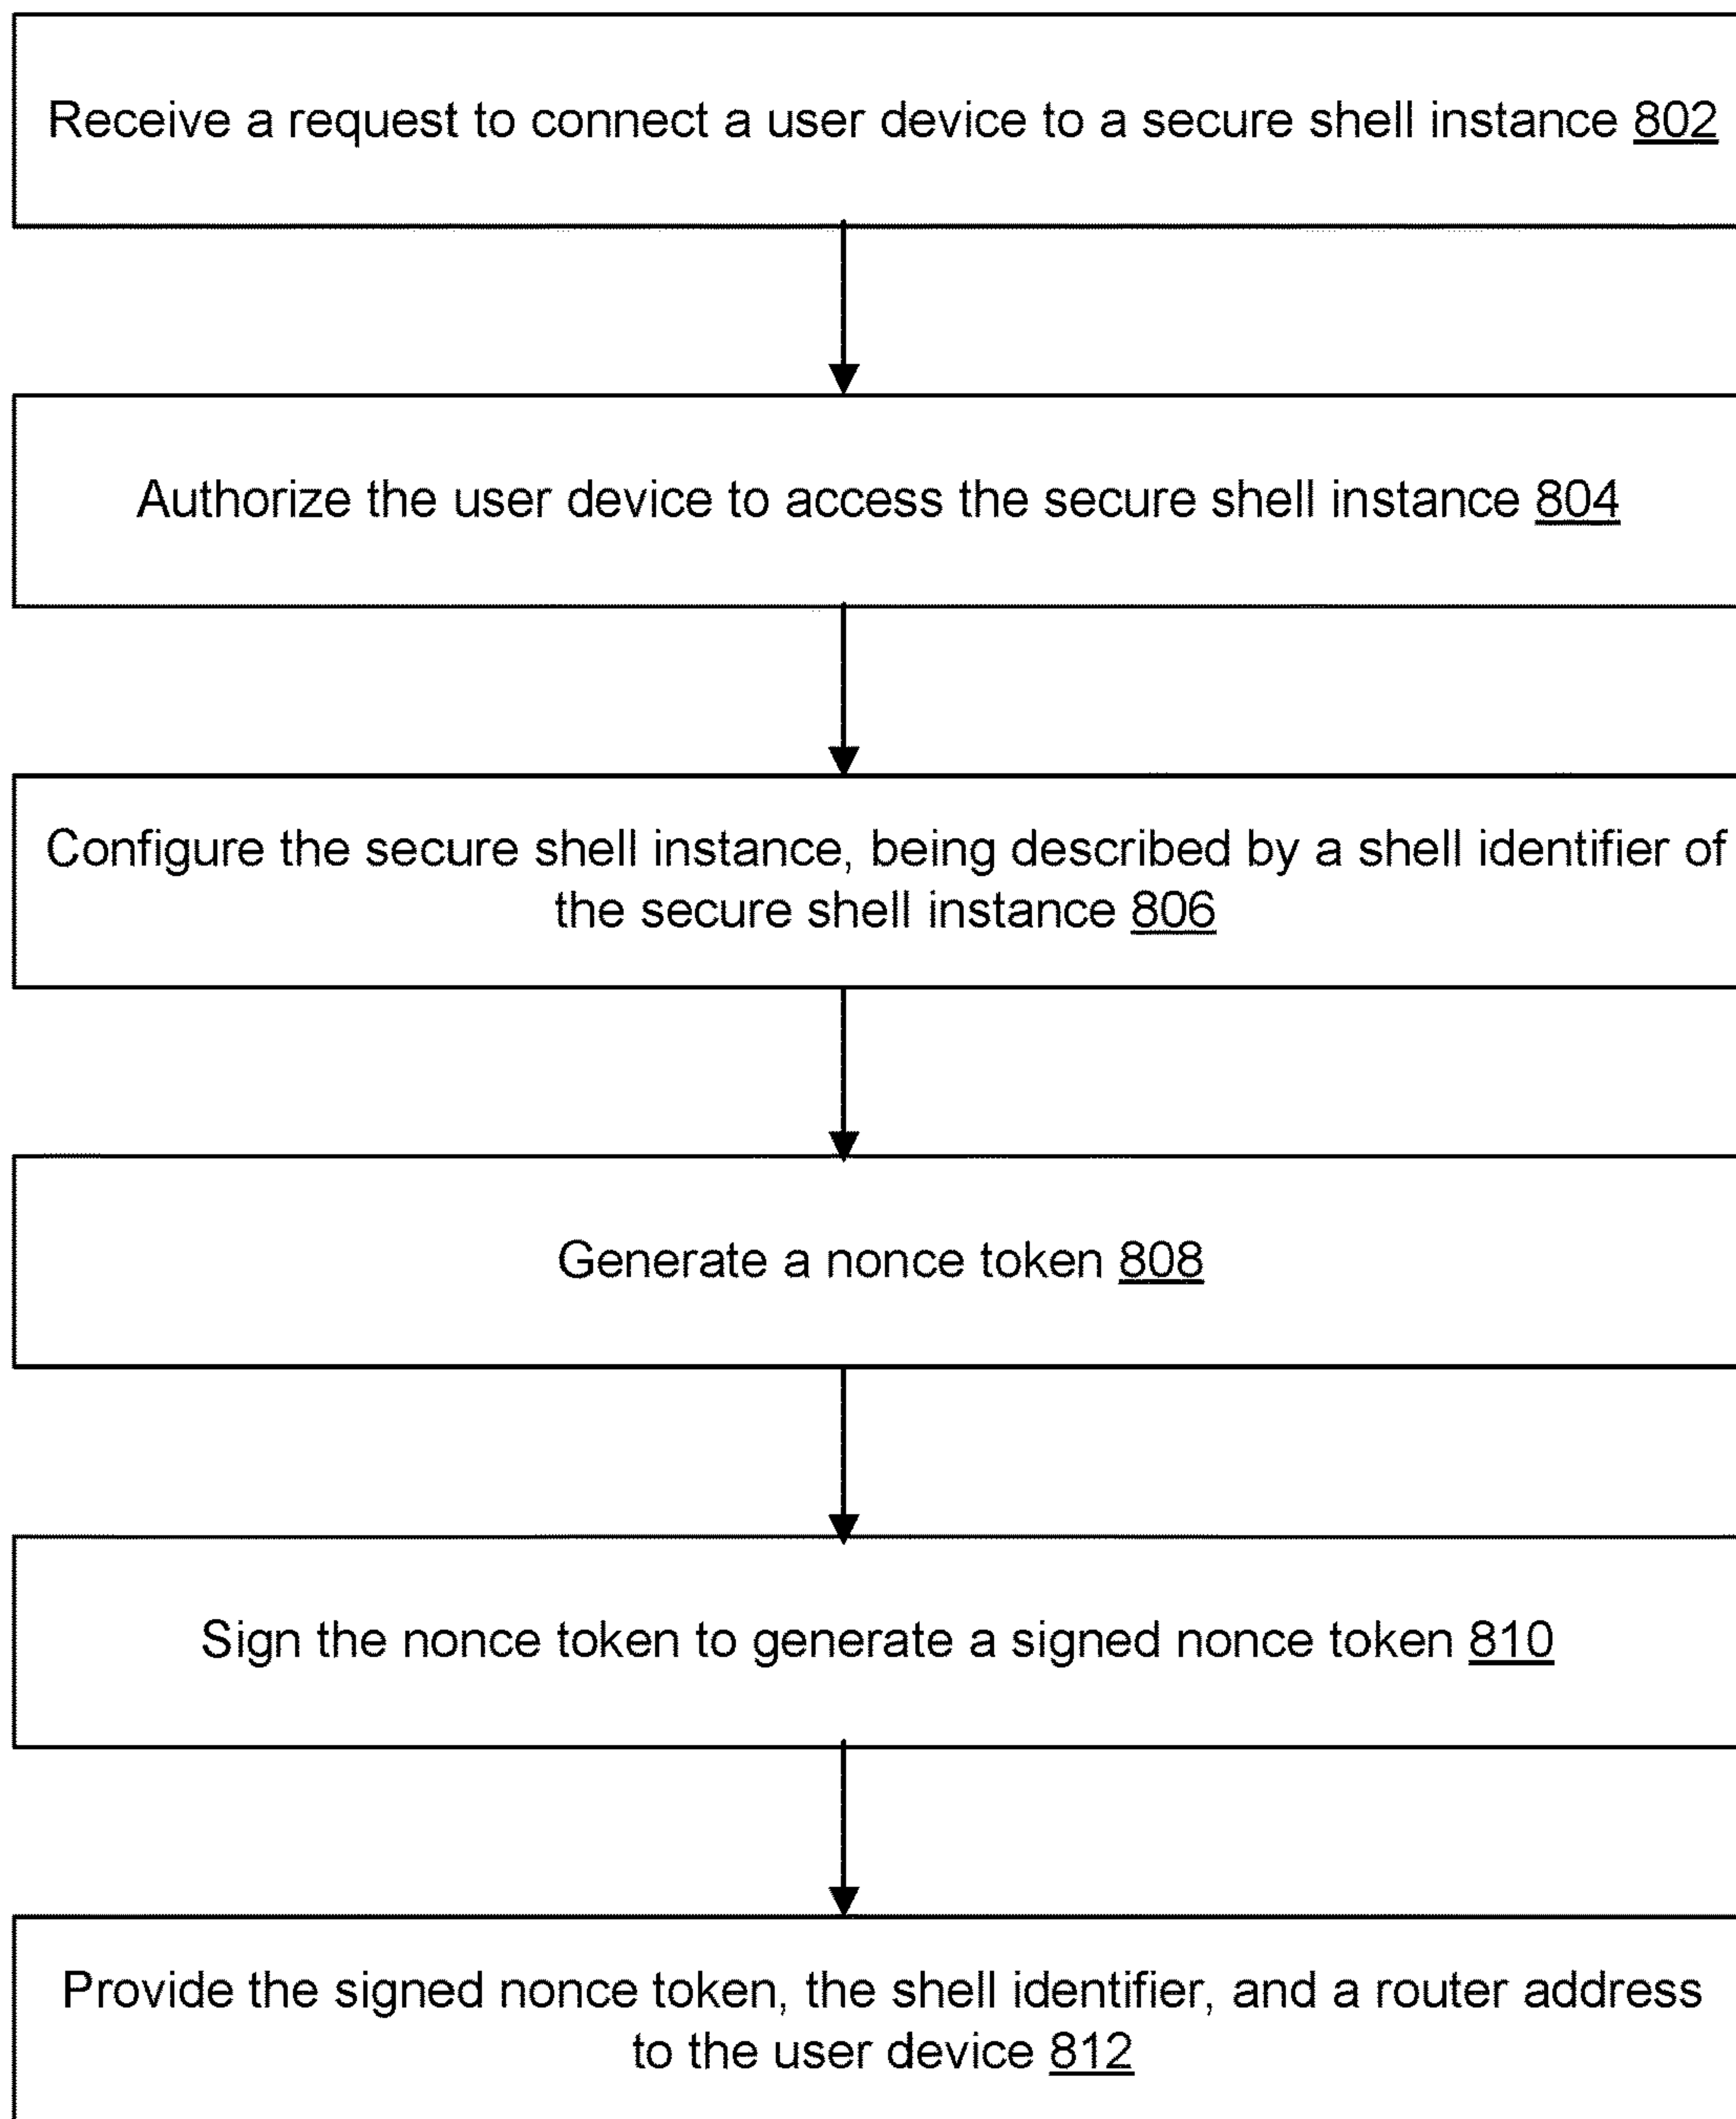 Receive a request to connect a user device to a secure shell instance 802
Authorize the user device to access the secure shell instance 804
Configure the secure shell instance, being described by a shell identifier of
the secure shell instance 806
Generate a nonce token 808
Sign the nonce token to generate a signed nonce token 810
Provide the signed nonce token, the shell identifier, and a router address
to the user device 812